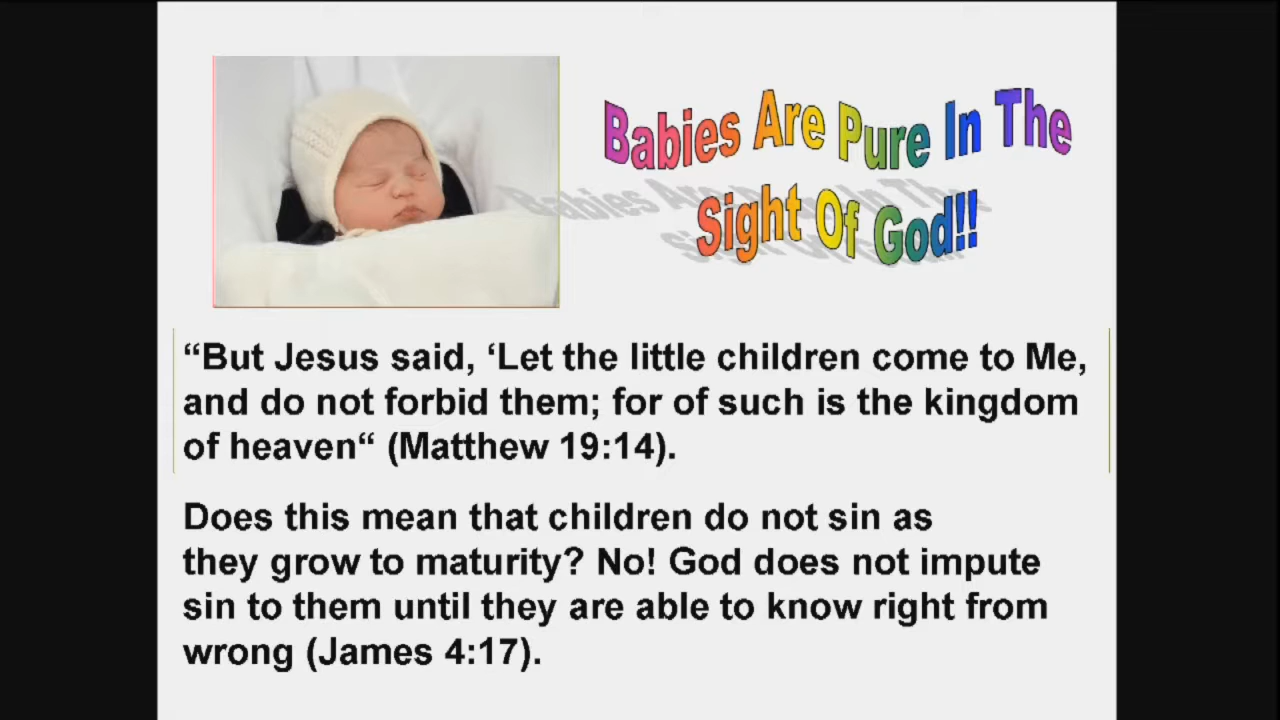 Babies Are Pure In The
Sight Of God!!
“But Jesus said, ‘Let the little children come to Me,
and do not forbid them; for of such is the kingdom
of heaven“ (Matthew 19:14).
Does this mean that children do not sin as
they grow to maturity? No! God does not impute
sin to them until they are able to know right from
wrong (James 4:17).